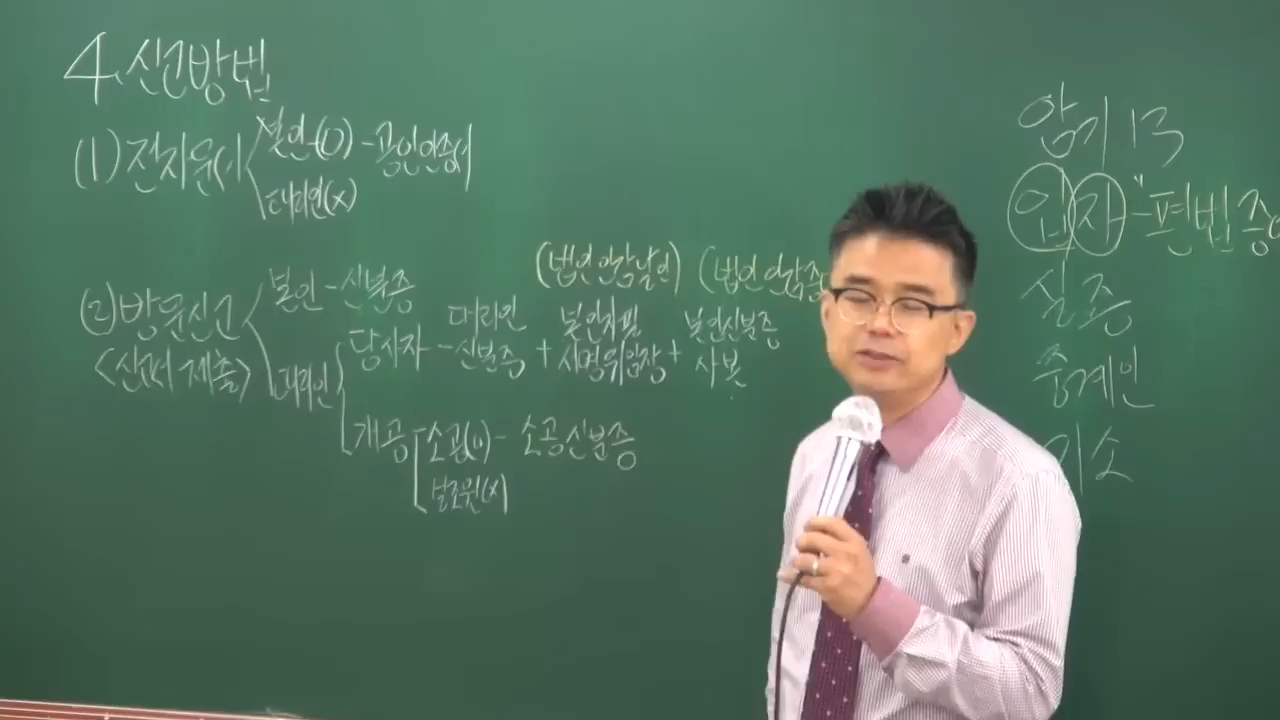 4. 신고방법
(1) 전자문서
본인-(O) - 공인인증서
대리인(X)
(2) 방문신고
<신고서 제출>
본인 - 신분증
대리인
(법인인감날인) (법인인감증
당사자 - 대리인 신분증 + 본인자필 서명위임장 + 본인신분증 사본
개공
소공(O) - 소공신분증
보조원(X)
암기 13
입자 - 편법증
실종
중계인
미소